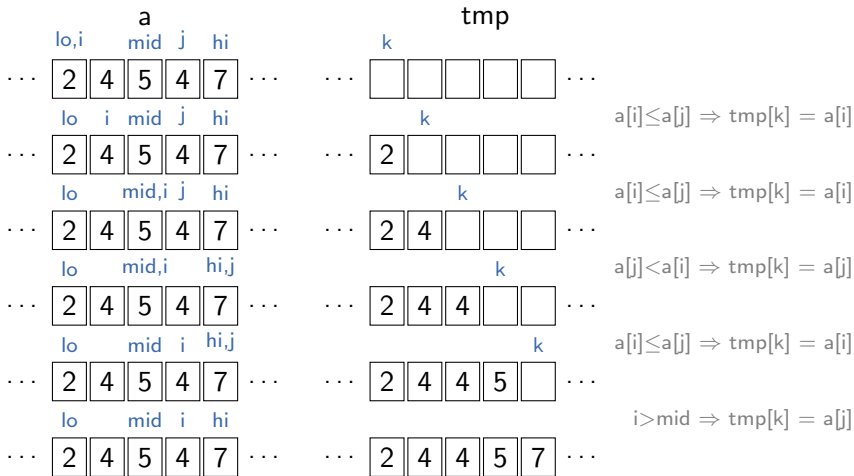 a tmp
lo,i mid j hi k
··· 2 4 5 4 7 ··· ··· ···
lo i mid j hi k a[i]≤a[j] ⇒ tmp[k] = a[i]
··· 2 4 5 4 7 ··· ··· 2 ···
lo mid,i j hi k a[i]≤a[j] ⇒ tmp[k] = a[i]
··· 2 4 5 4 7 ··· ··· 2 4 ···
lo mid,i hi,j k a[j]<a[i] ⇒ tmp[k] = a[j]
··· 2 4 5 4 7 ··· ··· 2 4 4 ···
lo mid i hi,j k a[i]≤a[j] ⇒ tmp[k] = a[i]
··· 2 4 5 4 7 ··· ··· 2 4 4 5 ···
lo mid i hi i>mid ⇒ tmp[k] = a[j]
··· 2 4 5 4 7 ··· ··· 2 4 4 5 7 ···